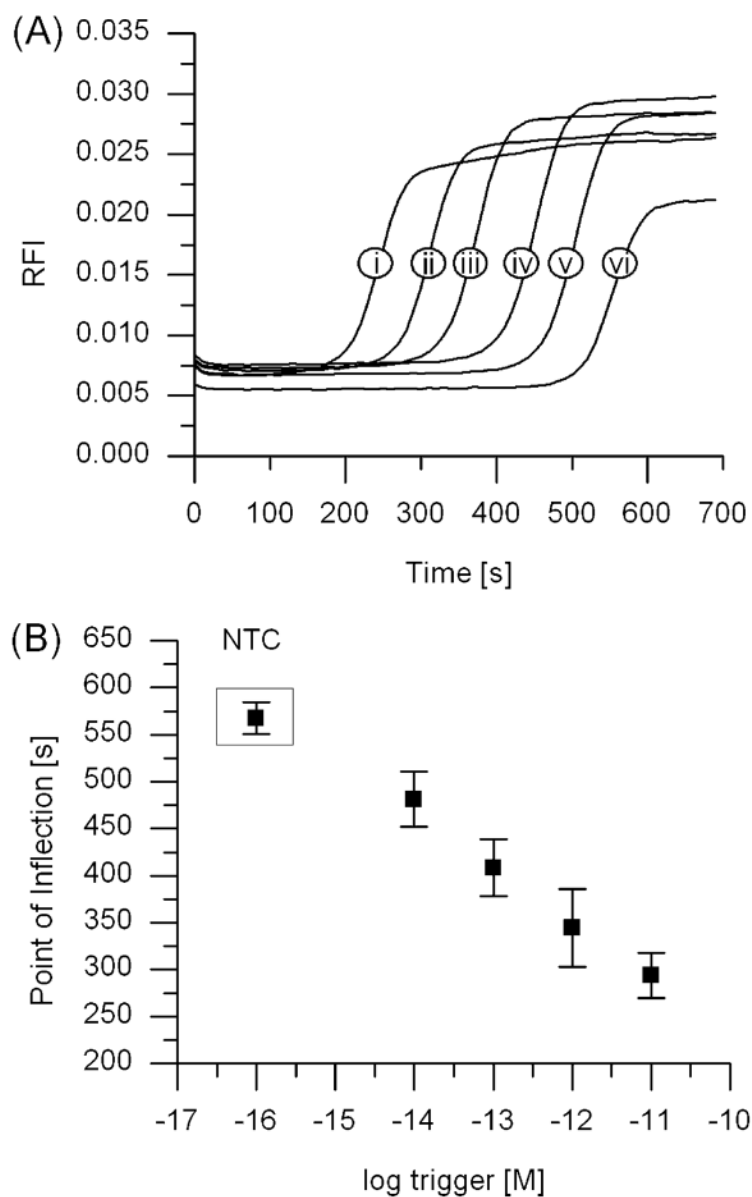 (A)
0.035
0.030
0.025
0.020
0.015
0.010
0.005
0.000
RFI
i ii iii iv v vi
0 100 200 300 400 500 600 700
Time [s]
(B)
650
600
550
500
450
400
350
300
250
200
NTC
Point of Inflection [s]
-17 -16 -15 -14 -13 -12 -11 -10
log trigger [M]